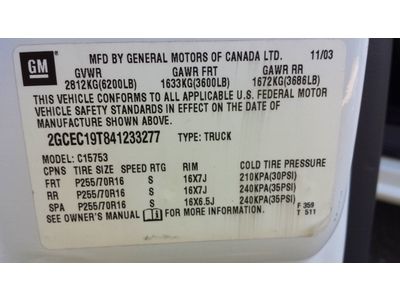 GM
MFD BY GENERAL MOTORS OF CANADA LTD. 11/03
GVWR GAWR FRT GAWR RR
2812KG(6200LB) 1633KG(3600LB) 1672KG(3686LB)
THIS VEHICLE CONFORMS TO ALL APPLICABLE U.S. FEDERAL MOTOR
VEHICLE SAFETY STANDARDS IN EFFECT ON THE DATE OF
MANUFACTURE SHOWN ABOVE.
2GCEC19T841233277 TYPE: TRUCK
MODEL: C15753
CPNS TIRE SIZE SPEED RTG RIM COLD TIRE PRESSURE
FRT P255/70R16 S 16X7J 210KPA(30PSI)
RR P255/70R16 S 16X7J 240KPA(35PSI)
SPA P255/70R16 S 16X6.5J 240KPA(35PSI)
SEE OWNER'S MANUAL FOR MORE INFORMATION. F 359
T 511